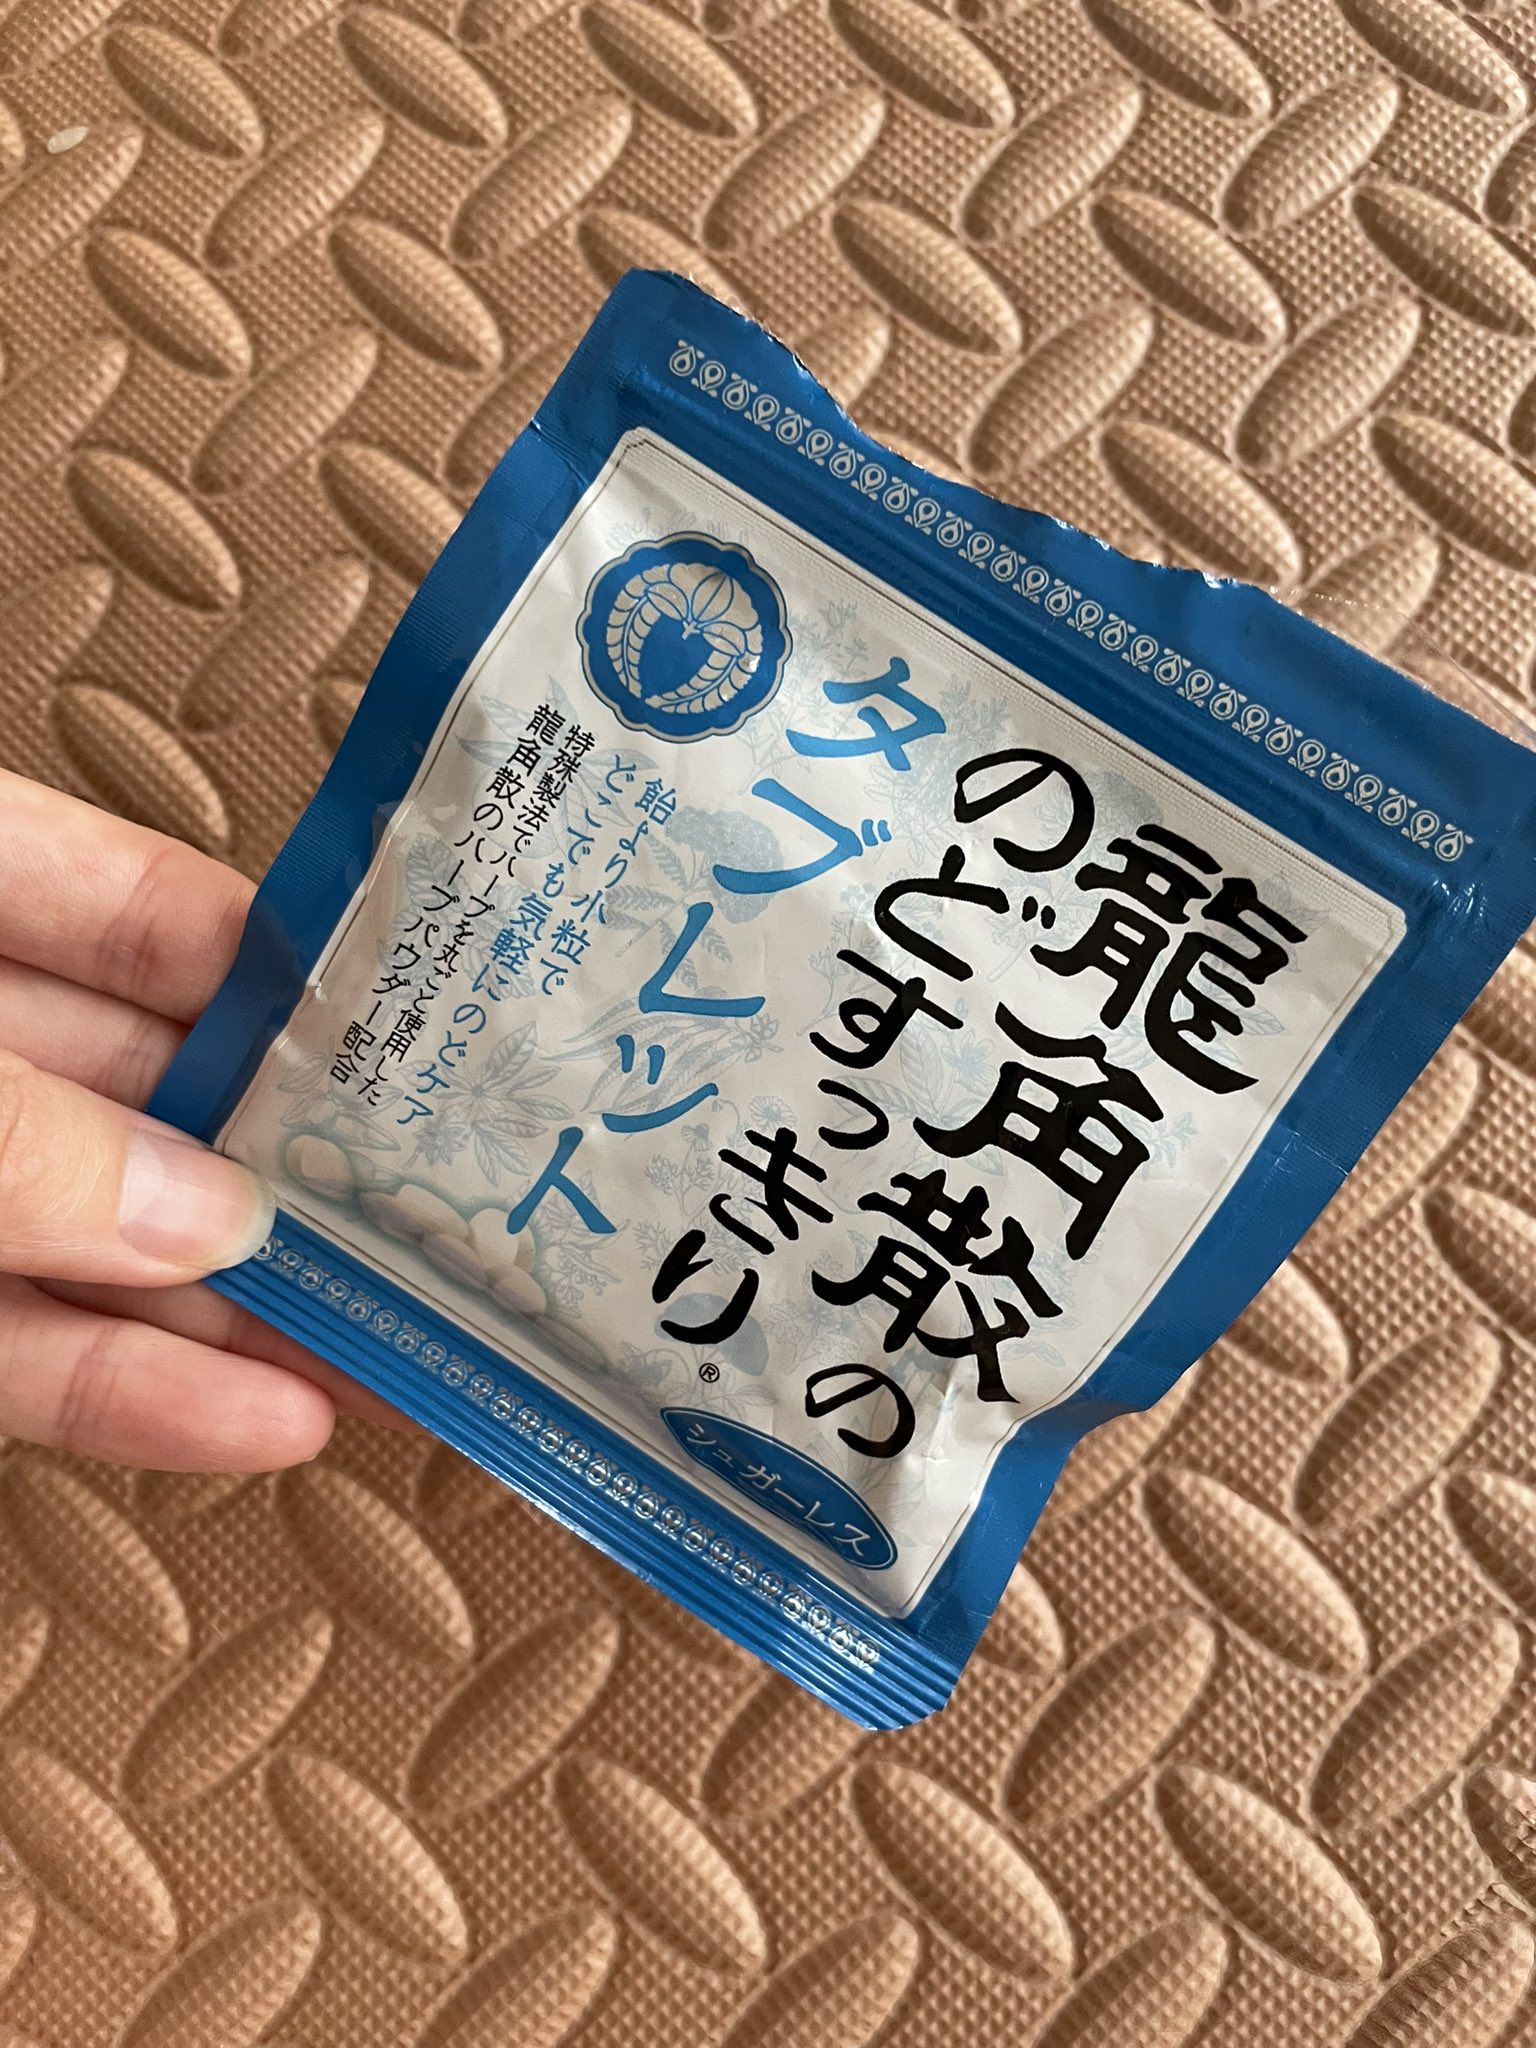 龍角散の
のどすっきり®
タブレット
飴より小粒で
どこでも気軽にのどケア
特殊製法でハーブを丸ごと使用した
龍角散のハーブパウダー配合
シュガーレス